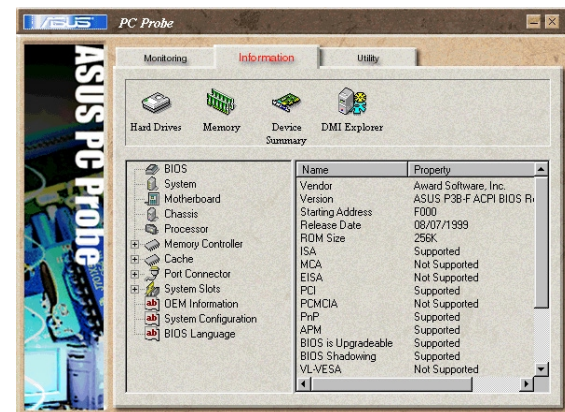 ASUS PC Probe
ASUS PC Probe
Monitoring Information Utility
Hard Drives Memory Device Summary DMI Explorer
BIOS
System
Motherboard
Chassis
Processor
Memory Controller
Cache
Port Connector
System Slots
OEM Information
System Configuration
BIOS Language
Name Property
Vendor Award Software, Inc.
Version ASUS P3B-F ACPI BIOS R
Starting Address F000
Release Date 08/07/1999
ROM Size 256K
ISA Supported
MCA Not Supported
EISA Not Supported
PCI Supported
PCMCIA Not Supported
PnP Supported
APM Supported
BIOS is Upgradeable Supported
BIOS Shadowing Supported
VL-VESA Not Supported